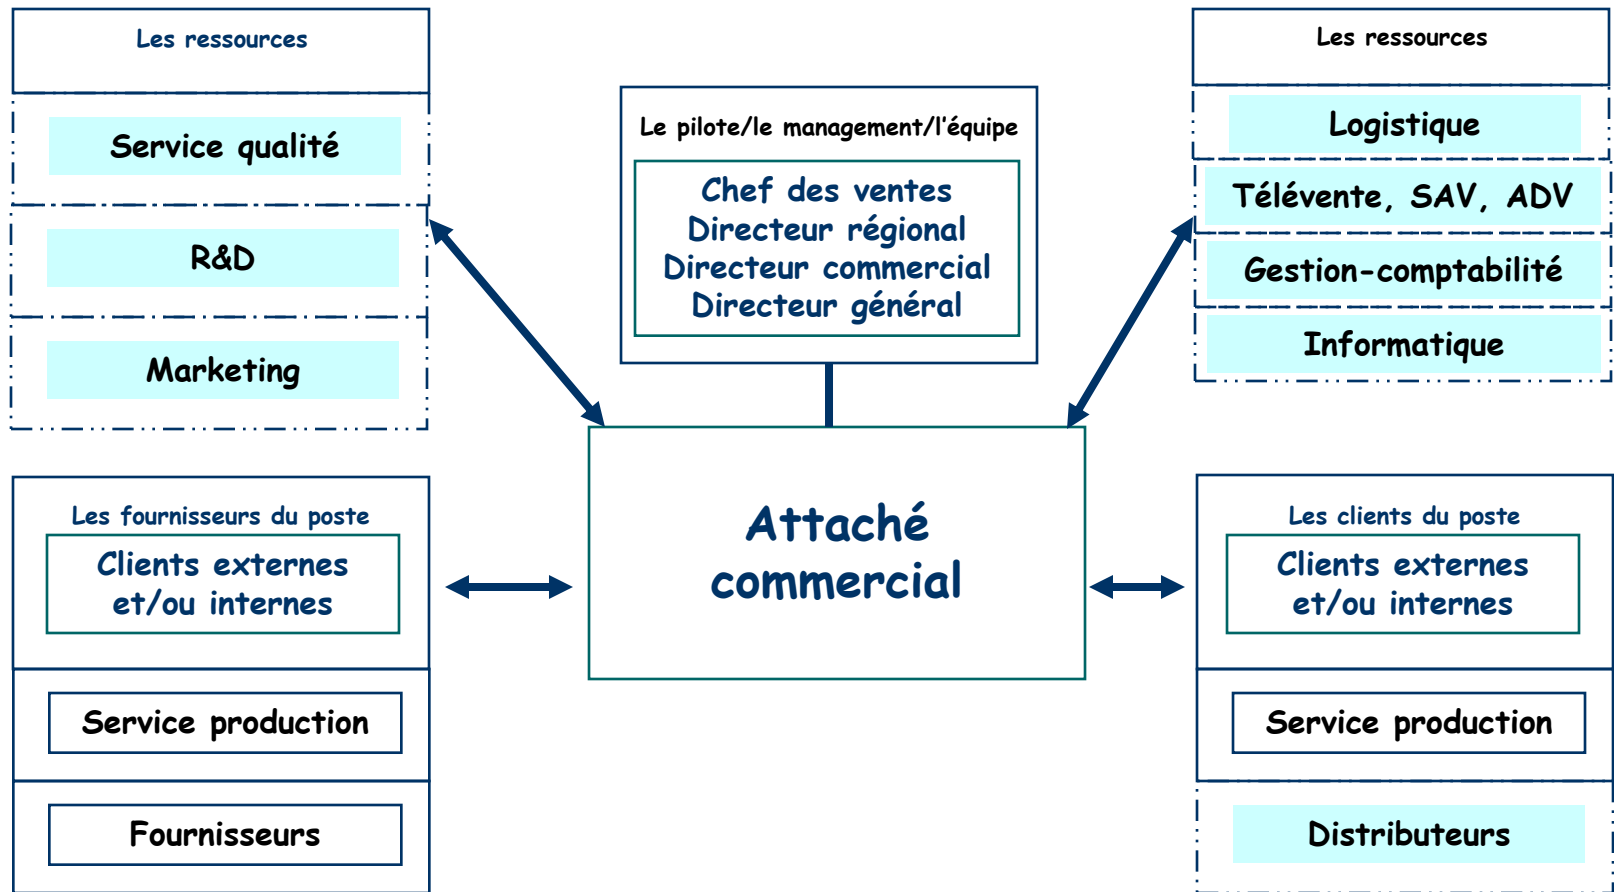 Les ressources
Service qualité
R&D
Marketing
Le pilote/le management/l'équipe
Chef des ventes
Directeur régional
Directeur commercial
Directeur général
Les ressources
Logistique
Télévente, SAV, ADV
Gestion-comptabilité
Informatique
Les fournisseurs du poste
Clients externes
et/ou internes
Service production
Fournisseurs
Attaché
commercial
Les clients du poste
Clients externes
et/ou internes
Service production
Distributeurs